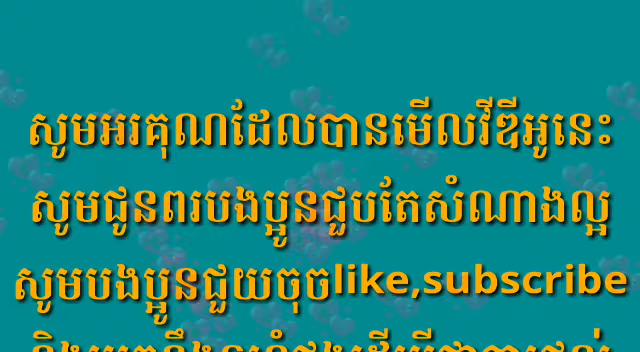 សូមអរគុណដែលបានមើលវីឌីអូនេះ
សូមជូនពរបងប្អូនជួបតែសំណាងល្អ
សូមបងប្អូនជួយចុចlike,subscribe